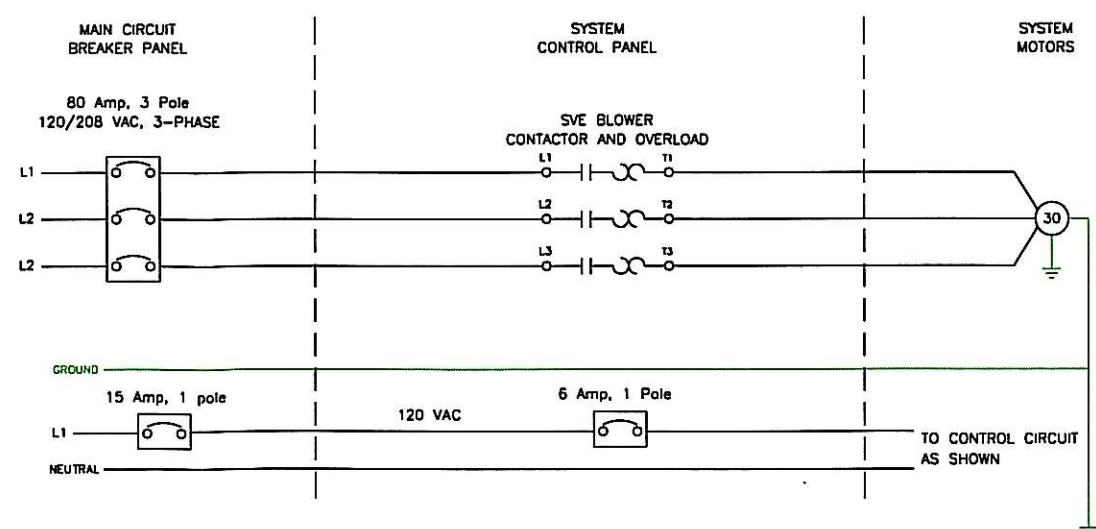 MAIN CIRCUIT
BREAKER PANEL
SYSTEM
CONTROL PANEL
SYSTEM
MOTORS
80 Amp, 3 Pole
120/208 VAC, 3-PHASE
SVE BLOWER
CONTACTOR AND OVERLOAD
L1
L1
T1
L2
L2
T2
30
L2
L3
T3
GROUND
15 Amp, 1 pole
6 Amp, 1 Pole
120 VAC
L1
TO CONTROL CIRCUIT
AS SHOWN
NEUTRAL